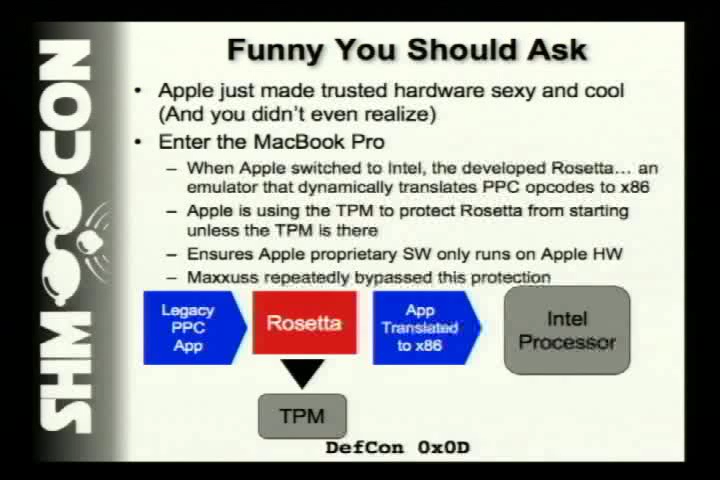 SHMOOCON
Funny You Should Ask
• Apple just made trusted hardware sexy and cool
(And you didn't even realize)
• Enter the MacBook Pro
– When Apple switched to Intel, the developed Rosetta... an
emulator that dynamically translates PPC opcodes to x86
– Apple is using the TPM to protect Rosetta from starting
unless the TPM is there
– Ensures Apple proprietary SW only runs on Apple HW
– Maxxuss repeatedly bypassed this protection
Legacy
PPC
App
Rosetta
App
Translated
to x86
Intel
Processor
TPM
DefCon 0x0D